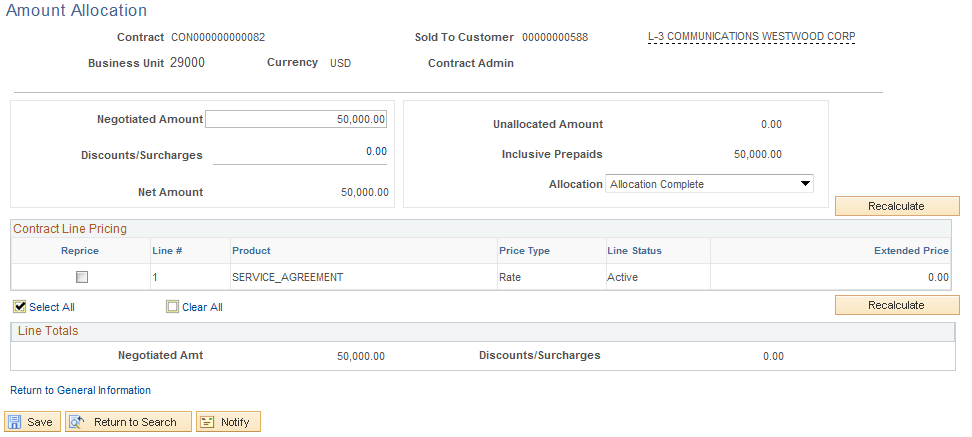 Amount Allocation
Contract CON000000000082 Sold To Customer 00000000588 L-3 COMMUNICATIONS WESTWOOD CORP
Business Unit 29000 Currency USD Contract Admin
Negotiated Amount 50,000.00 Unallocated Amount 0.00
Discounts/Surcharges 0.00 Inclusive Prepaids 50,000.00
Net Amount 50,000.00 Allocation Allocation Complete
Recalculate
Contract Line Pricing
Reprice Line # Product Price Type Line Status Extended Price
1 SERVICE_AGREEMENT Rate Active 0.00
Select All Clear All Recalculate
Line Totals
Negotiated Amt 50,000.00 Discounts/Surcharges 0.00
Return to General Information
Save Return to Search Notify